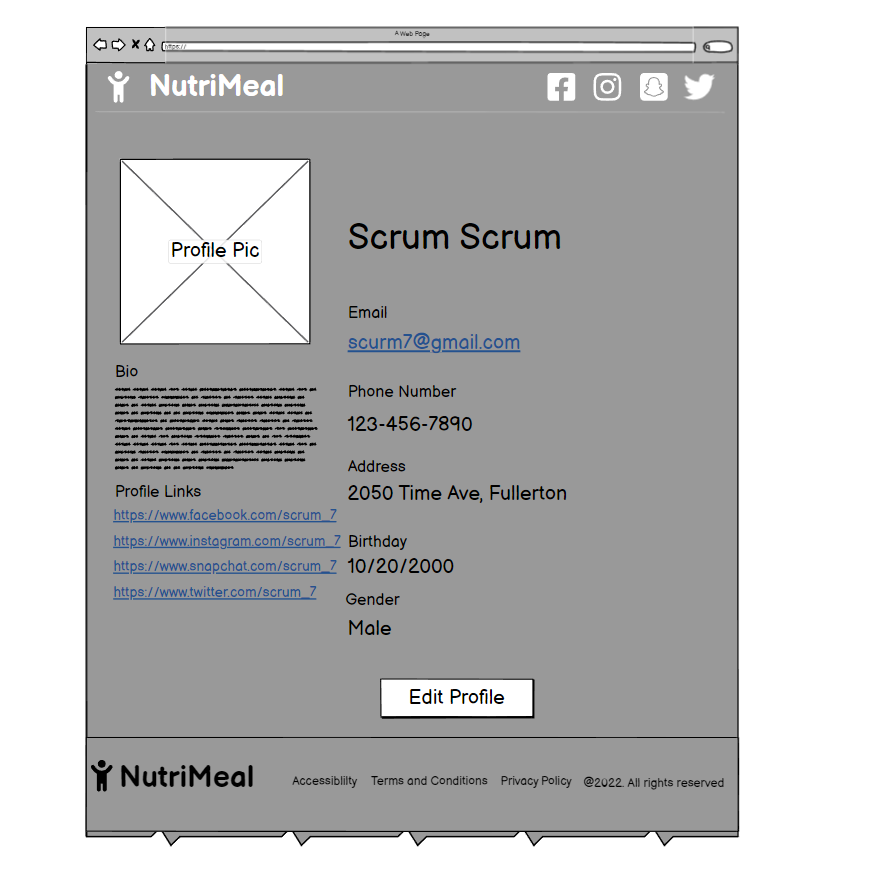 A Web Page
https://
NutriMeal
Profile Pic
Scrum Scrum
Email
scurm7@gmail.com
Phone Number
123-456-7890
Address
2050 Time Ave, Fullerton
Birthday
10/20/2000
Gender
Male
Bio
Profile Links
https://www.facebook.com/scrum_7
https://www.instagram.com/scrum_7
https://www.snapchat.com/scrum_7
https://www.twitter.com/scrum_7
Edit Profile
NutriMeal
Accessiblilty Terms and Conditions Privacy Policy @2022. All rights reserved